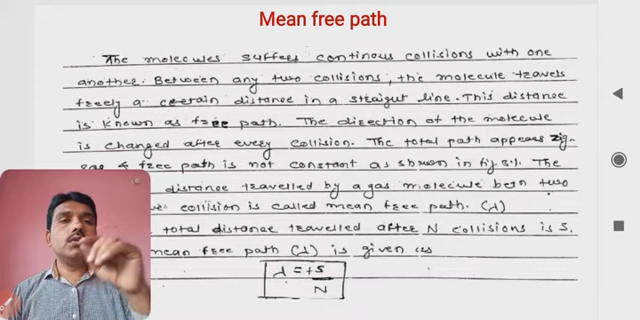 Mean free path
The molecules suffers continous collisions with one
another. Between any two collisions, the molecule travels
freely a certain distance in a straight line. This distance
is known as free path. The direction of the molecule
is changed after every collision. The total path appears zig-
& free path is not constant as shown in fig. 5.1. The
distance travelled by a gas molecule betn two
collision is called mean free path. (λ)
total distance travelled after N collisions is S.
mean free path (λ) is given as
λ = + S
N